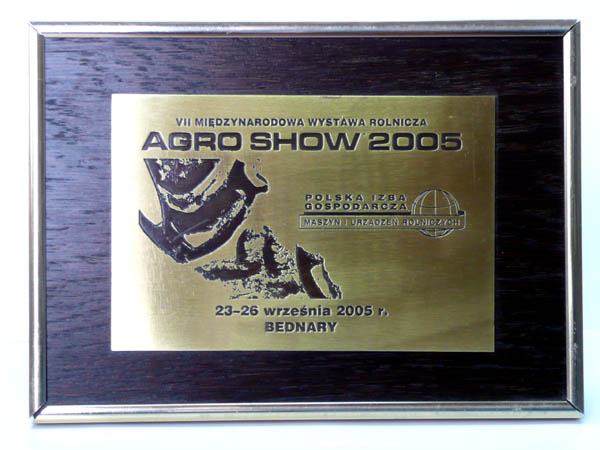 VII MIĘDZYNARODOWA WYSTAWA ROLNICZA
AGRO SHOW 2005
POLSKA IZBA
GOSPODARCZA
MASZYN I URZĄDZEŃ ROLNICZYCH
23-26 września 2005 r.
BEDNARY